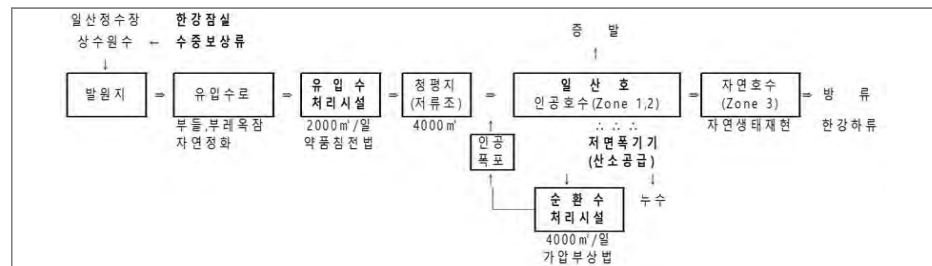 일산정수장 한강잠실
상수원수 ← 수중보상류
증 발
↓
↑
발원지 ⇒ 유입수로 ⇒ 유 입 수 처리시설 ⇒ 청평지 (저류조) ⇒ 일 산 호 인공호수(Zone 1,2) ⇒ 자연호수 (Zone 3) ⇒ 방 류
부들,부레옥잠
자연정화
2000㎥/일
약품침전법
4000㎥
자연생태재현
한강하류
↑
인공
폭포
↑
∴ ∴ ∴
저면폭기기
(산소공급)
↓ ↓
누수
순 환 수
처리시설
4000㎥/일
가압부상법